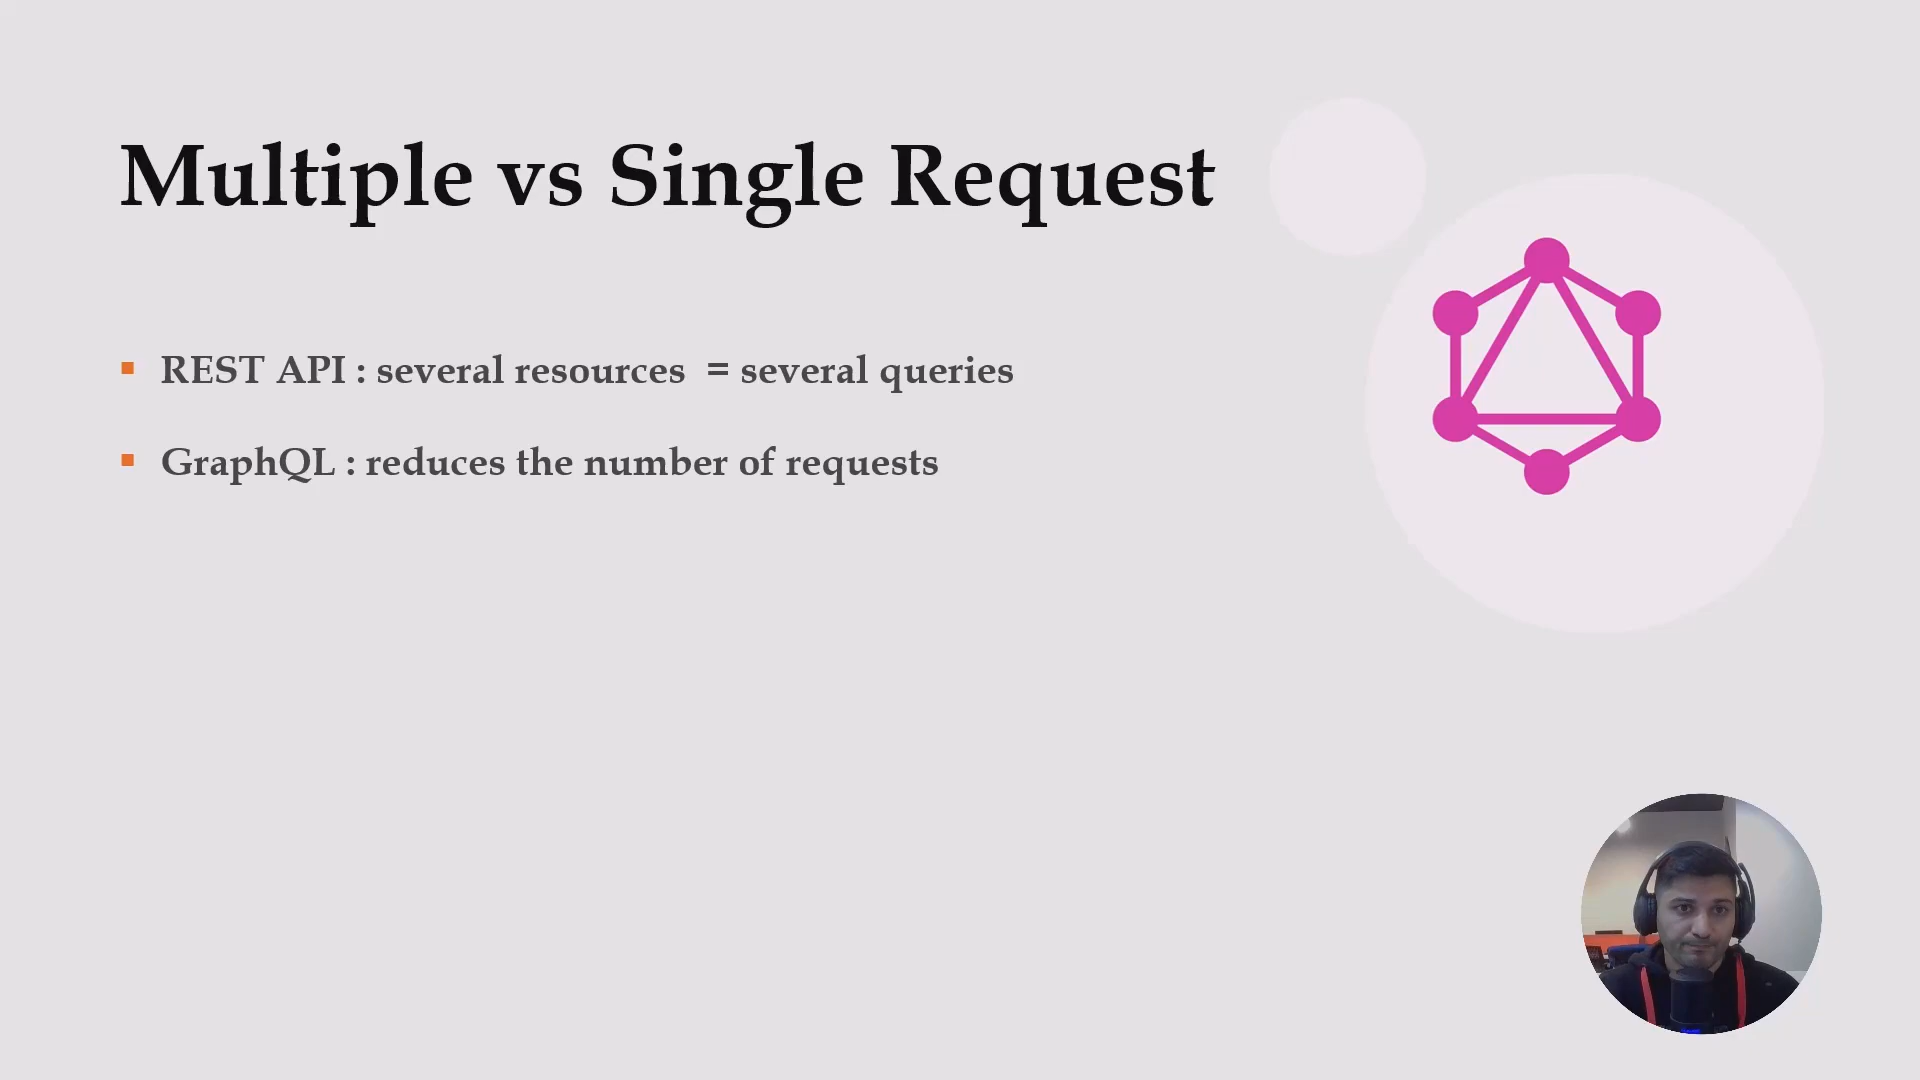 Multiple vs Single Request
REST API : several resources  = several queries
GraphQL : reduces the number of requests